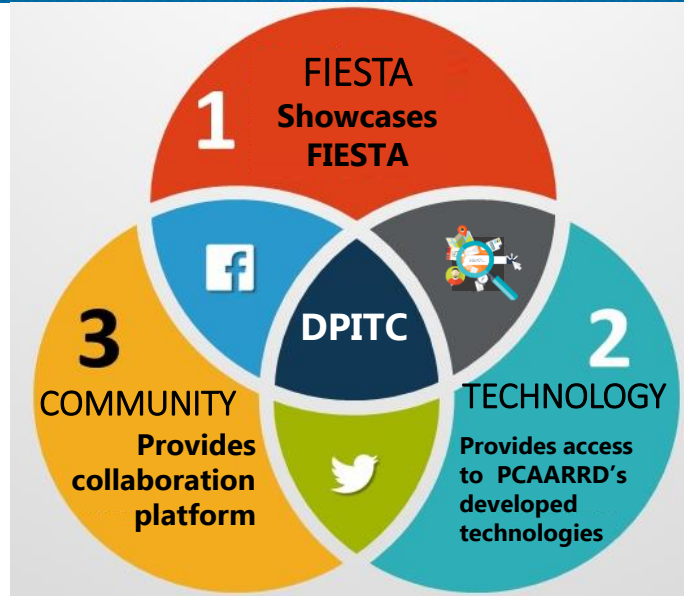 1
FIESTA
Showcases
FIESTA
DPITC
2
TECHNOLOGY
Provides access
to PCAARRD's
developed
technologies
3
COMMUNITY
Provides
collaboration
platform